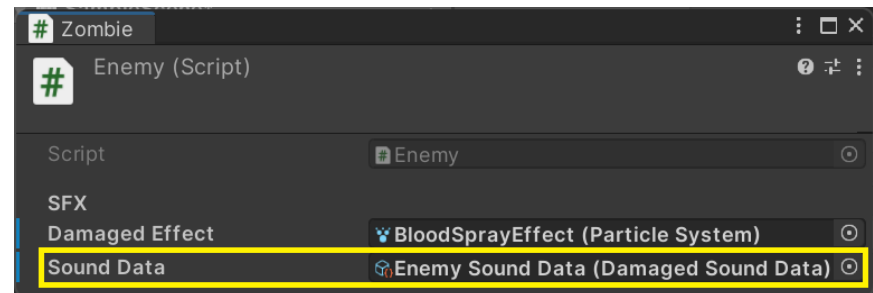 # Zombie
# Enemy (Script)
Script # Enemy
SFX
Damaged Effect BloodSprayEffect (Particle System)
Sound Data Enemy Sound Data (Damaged Sound Data)